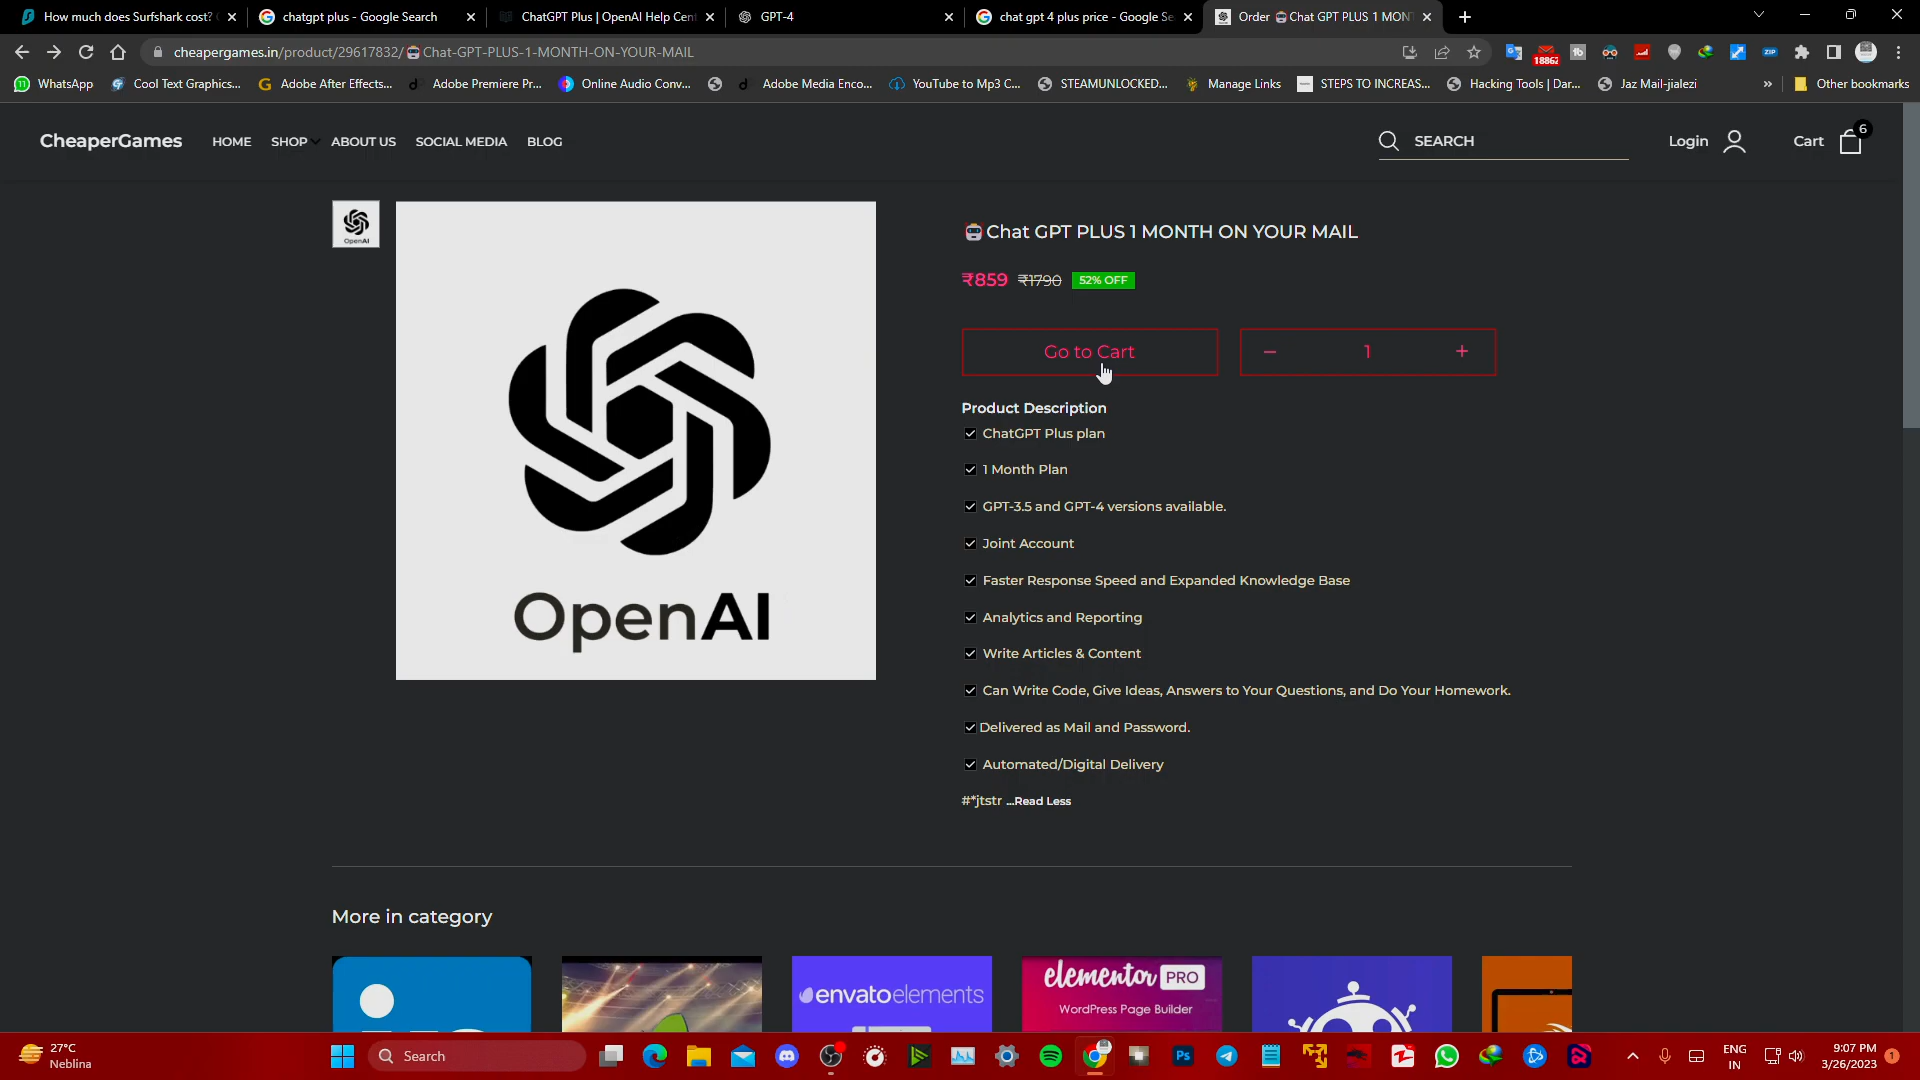 How much does Surfshark cost?
chatgpt plus - Google Search
ChatGPT Plus | OpenAI Help Cen
GPT-4
chat gpt 4 plus price - Google Se
Order 🤖Chat GPT PLUS 1 MON
cheapergames.in/product/29617832/🤖Chat-GPT-PLUS-1-MONTH-ON-YOUR-MAIL
18862
ZIP
WhatsApp
Cool Text Graphics...
Adobe After Effects...
Adobe Premiere Pr...
Online Audio Conv...
Adobe Media Enco...
YouTube to Mp3 C...
STEAMUNLOCKED...
Manage Links
STEPS TO INCREAS...
Hacking Tools | Dar...
Jaz Mail-jialezi
»
Other bookmarks
CheaperGames
HOME
SHOP
ABOUT US
SOCIAL MEDIA
BLOG
SEARCH
Login
Cart
6
OpenAI
OpenAI
🤖Chat GPT PLUS 1 MONTH ON YOUR MAIL
₹859 ₹1790 52% OFF
Go to Cart
− 1 +
Product Description
ChatGPT Plus plan
1 Month Plan
GPT-3.5 and GPT-4 versions available.
Joint Account
Faster Response Speed and Expanded Knowledge Base
Analytics and Reporting
Write Articles & Content
Can Write Code, Give Ideas, Answers to Your Questions, and Do Your Homework.
Delivered as Mail and Password.
Automated/Digital Delivery
#*jtstr ...Read Less
More in category
envatoelements
elementor PRO
WordPress Page Builder
27°C
Neblina
Search
Ps
ENG
IN
9:07 PM
3/26/2023
1